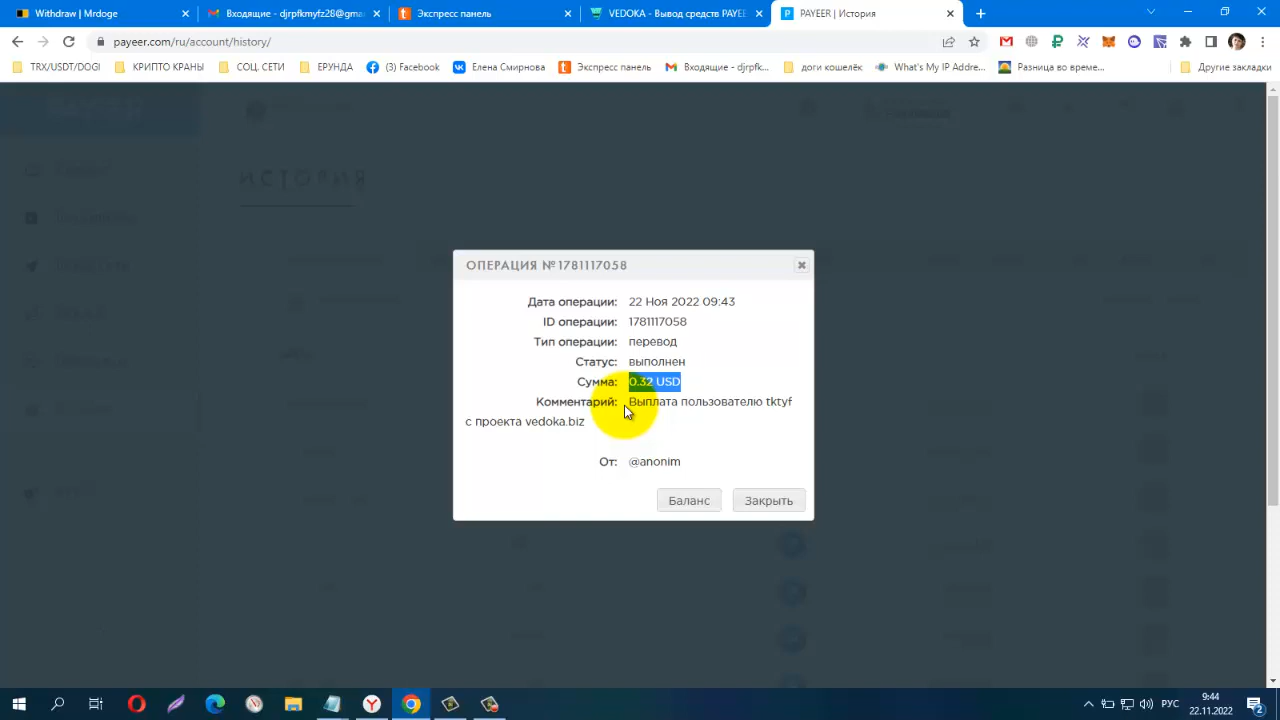 Withdraw | Mrdoge
Входящие - djrpfkmyfz28@gma
Экспресс панель
VEDOKA - Вывод средств PAYEE
PAYEER | История
payeer.com/ru/account/history/
TRX/USDT/DOGI
КРИПТО КРАНЫ
СОЦ. СЕТИ
ЕРУНДА
(3) Facebook
Елена Смирнова
Экспресс панель
Входящие - djrpfk...
доги кошелёк
What's My IP Addre...
Разница во време...
Другие закладки
ИСТОРИЯ
ОПЕРАЦИЯ №1781117058
Дата операции: 22 Ноя 2022 09:43
ID операции: 1781117058
Тип операции: перевод
Статус: выполнен
Сумма: 0.32 USD
Комментарий: Выплата пользователю tktyf
с проекта vedoka.biz
От: @anonim
Баланс
Закрыть
РУС
9:44
22.11.2022
2